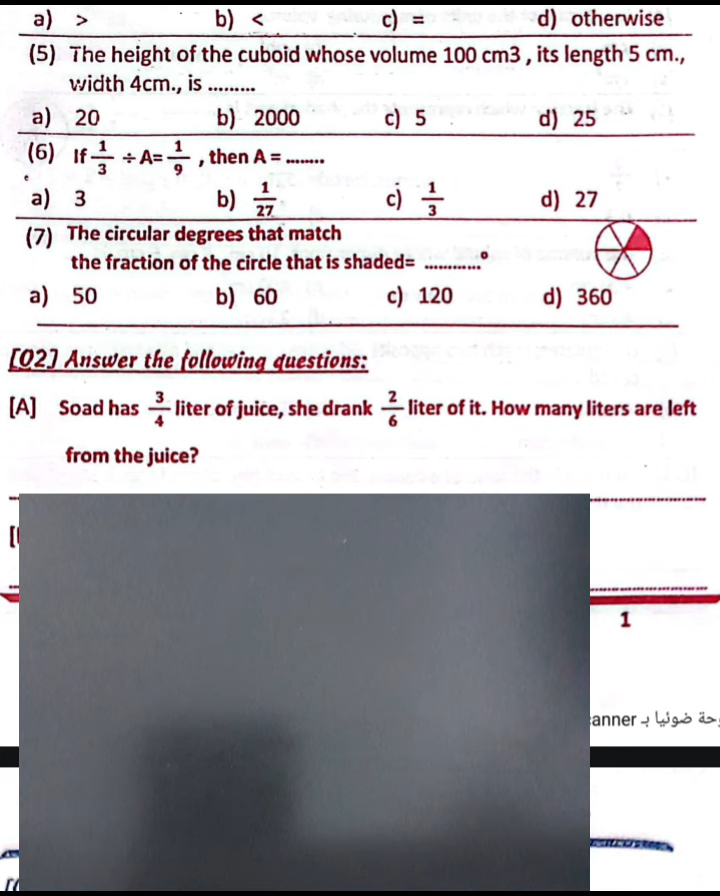 a) > b) < c) = d) otherwise
(5) The height of the cuboid whose volume 100 cm3 , its length 5 cm.,
width 4cm., is ..........
a) 20 b) 2000 c) 5 d) 25
(6) If 1/3 ÷ A= 1/9 , then A = ........
a) 3 b) 1/27 c) 1/3 d) 27
(7) The circular degrees that match
the fraction of the circle that is shaded= ............°
a) 50 b) 60 c) 120 d) 360
[O2] Answer the following questions:
[A] Soad has 3/4 liter of juice, she drank 2/6 liter of it. How many liters are left
from the juice?
1
ضوئيا بـ